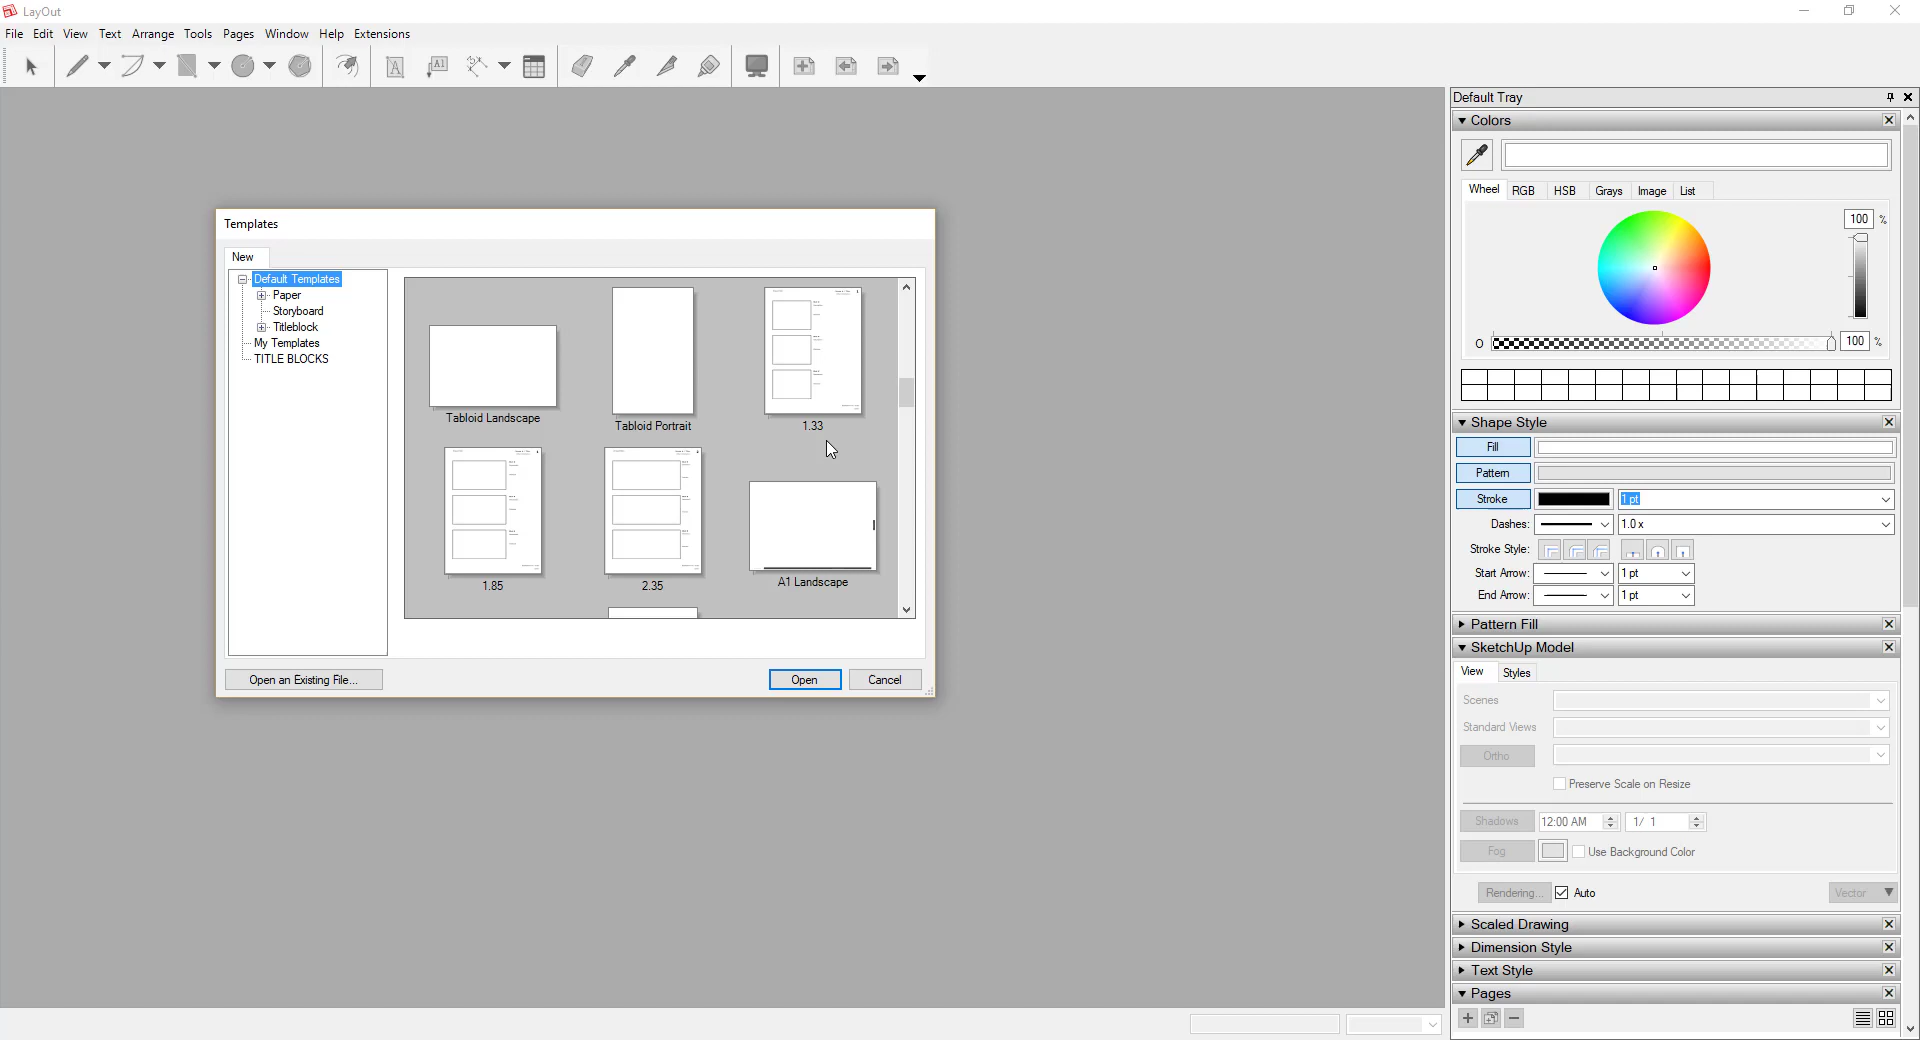 LayOut
File Edit View Text Arrange Tools Pages Window Help Extensions
Default Tray
Colors
Wheel RGB HSB Grays Image List
100 %
O 100 %
Templates
New
Default Templates
Paper
Storyboard
Titleblock
My Templates
TITLE BLOCKS
Tabloid Landscape
Tabloid Portrait
1.33
1.85
2.35
A1 Landscape
Open an Existing File...
Open
Cancel
Shape Style
Fill
Pattern
Stroke 1 pt
Dashes: 1.0 x
Stroke Style:
Start Arrow: 1 pt
End Arrow: 1 pt
Pattern Fill
SketchUp Model
View Styles
Scenes
Standard Views
Ortho
Preserve Scale on Resize
Shadows 12:00 AM 1/ 1
Fog Use Background Color
Rendering... Auto Vector
Scaled Drawing
Dimension Style
Text Style
Pages